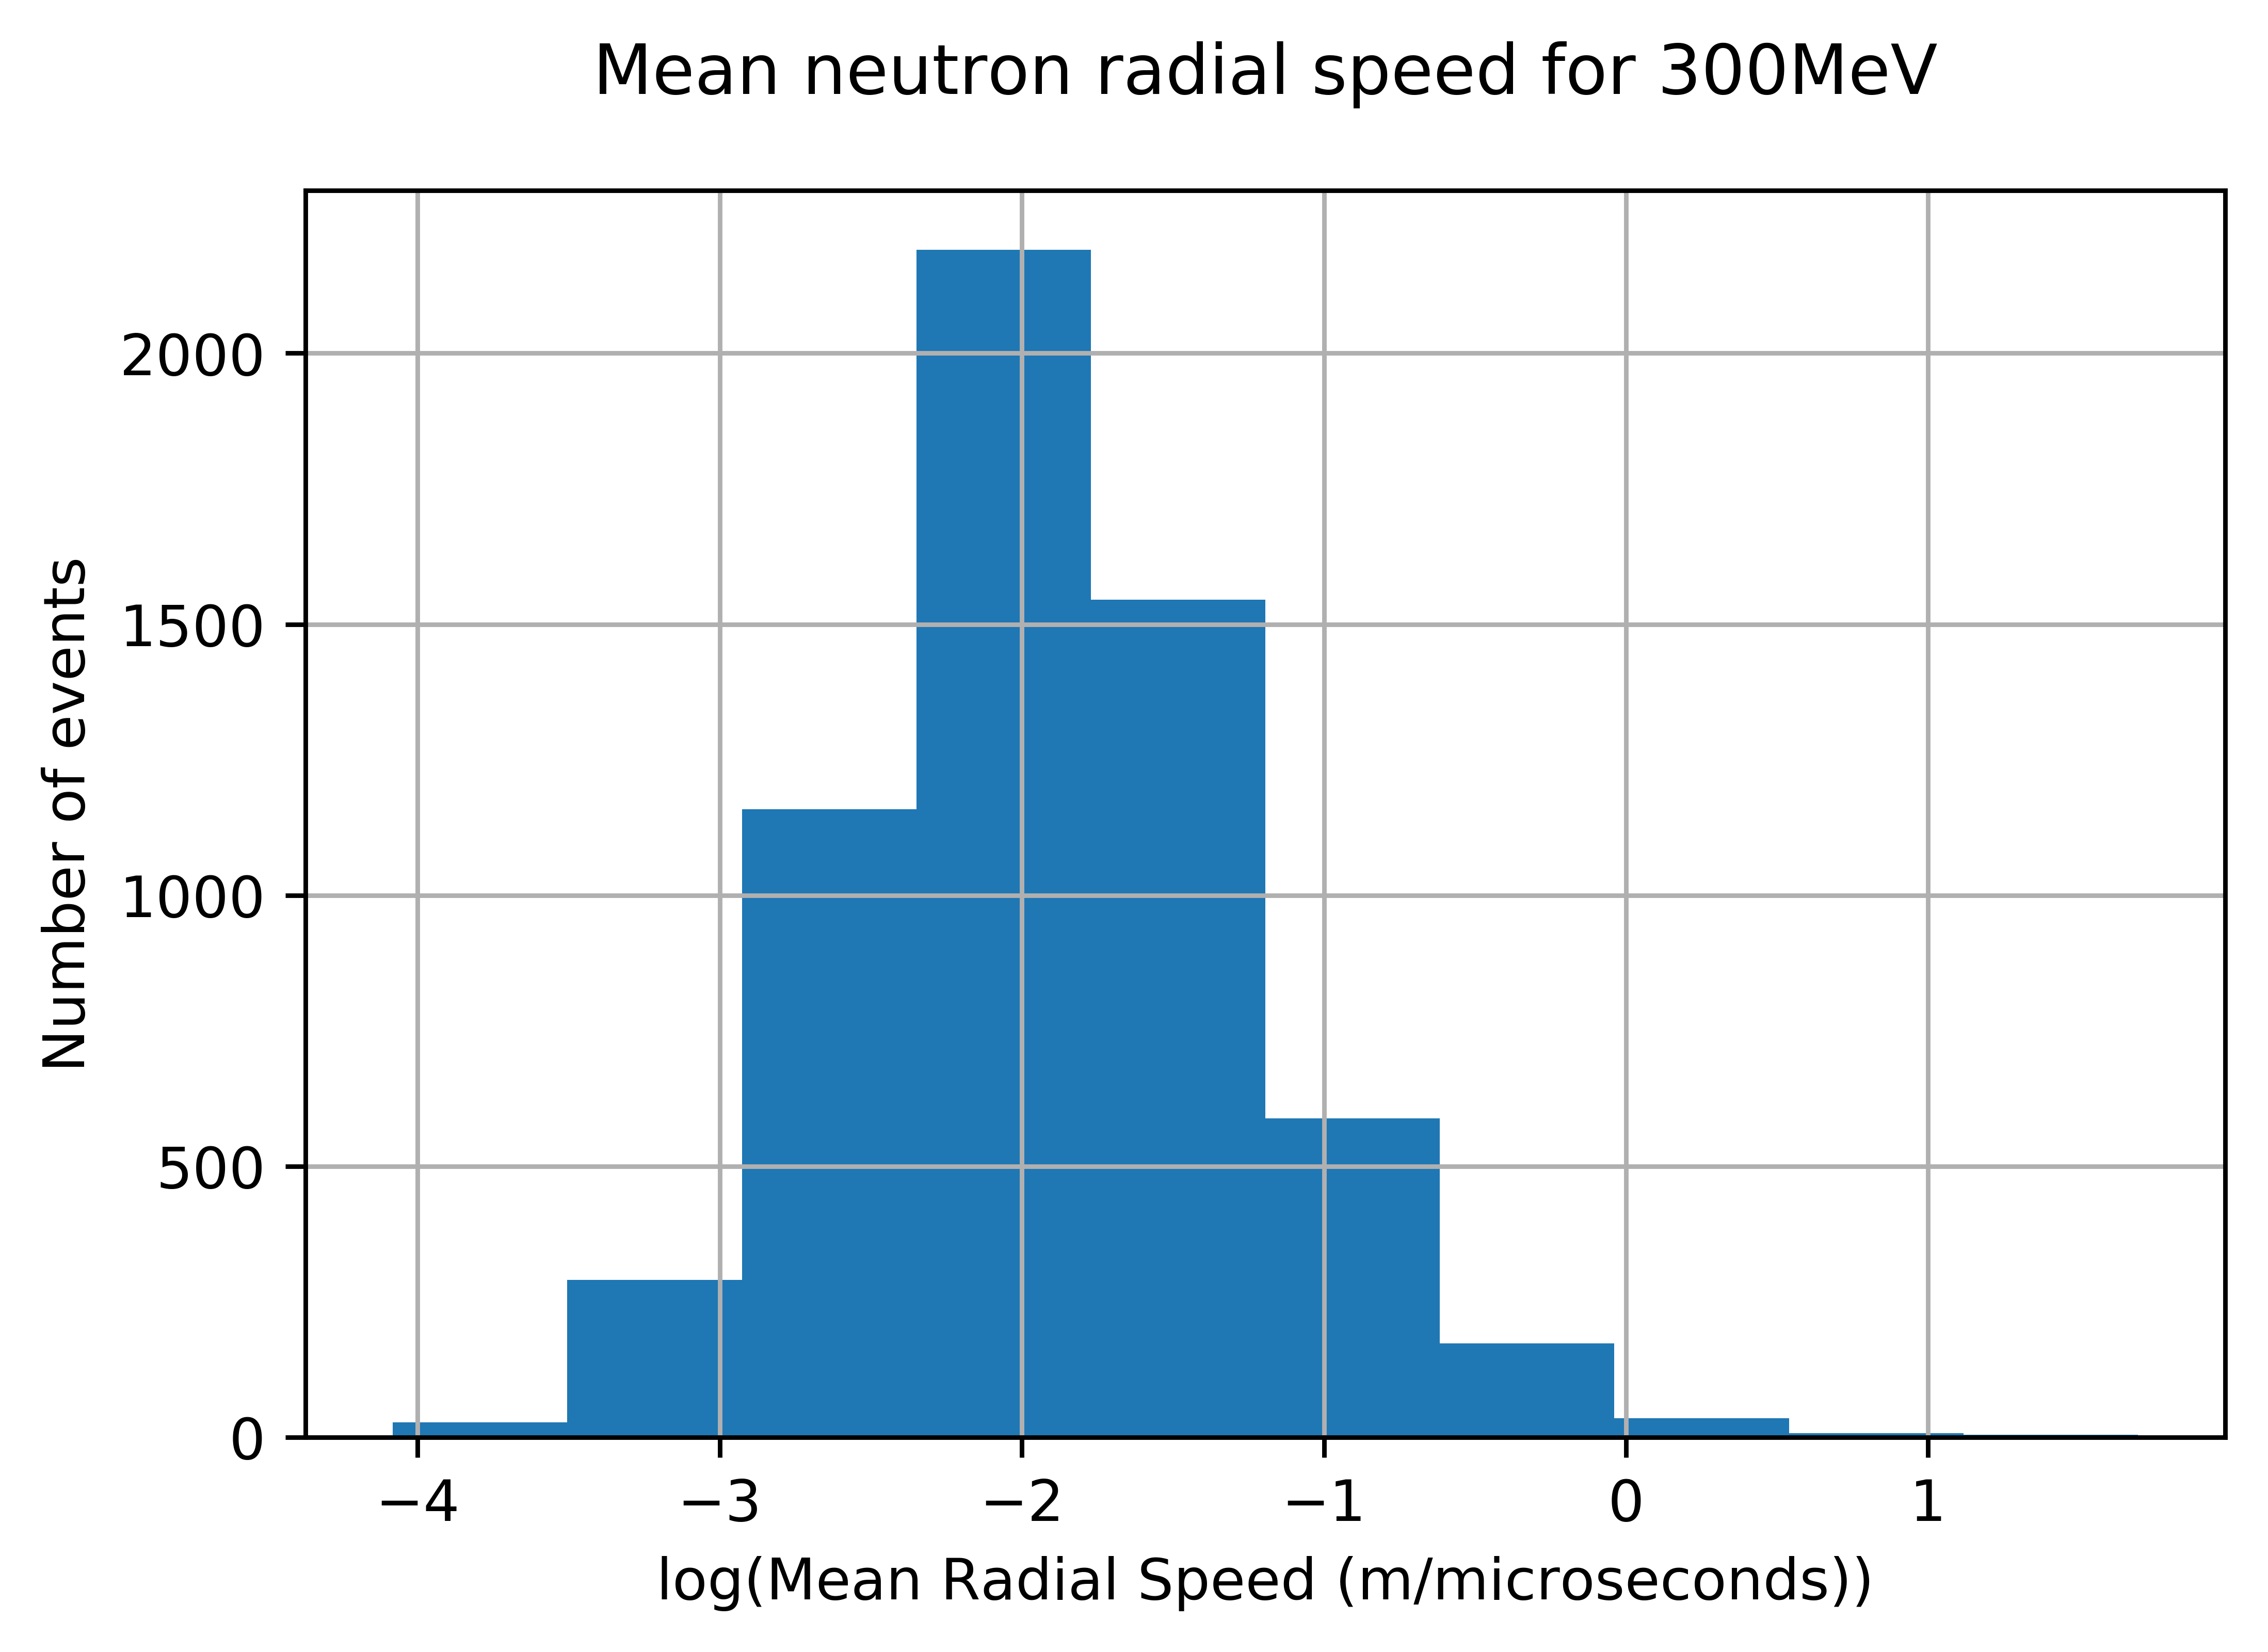 Mean neutron radial speed for 300MeV
Number of events
2000
1500
1000
500
0
−4 −3 −2 −1 0 1
log(Mean Radial Speed (m/microseconds))